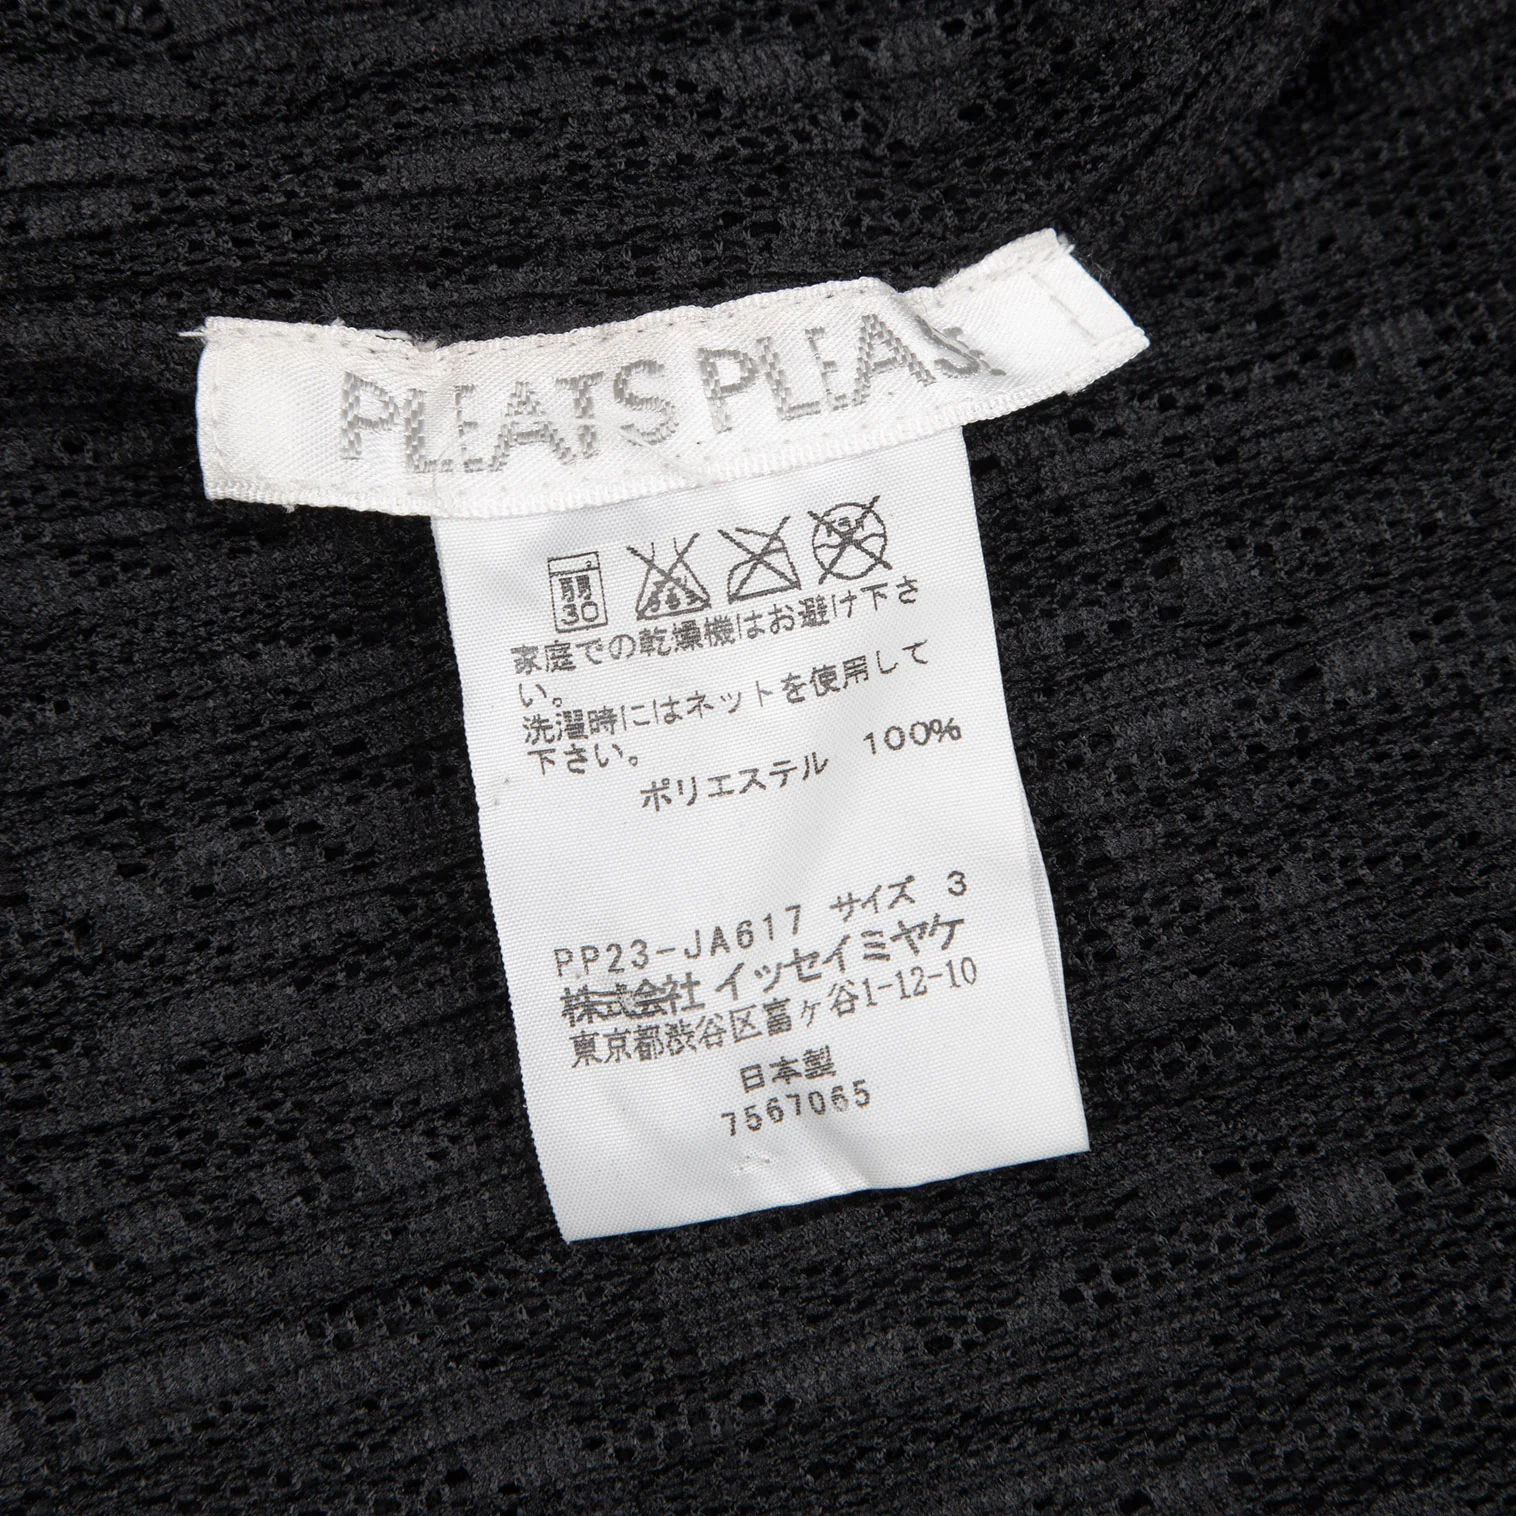 PLEATS PLEASE
弱
30
家庭での乾燥機はお避け下さ
い。
洗濯時にはネットを使用して
下さい。
ポリエステル 100%
PP23-JA617 サイズ 3
株式会社 イッセイミヤケ
東京都渋谷区富ヶ谷1-12-10
日本製
7567065